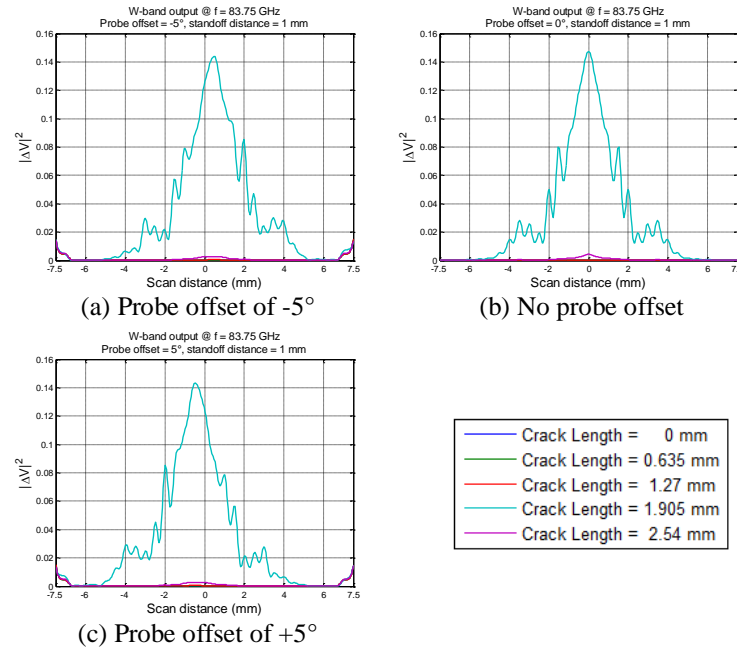 W-band output @ f = 83.75 GHz
Probe offset = -5°, standoff distance = 1 mm
0.16
0.14
0.12
0.1
0.08
0.06
0.04
0.02
0
|ΔV|²
-7.5 -6 -4 -2 0 2 4 6 7.5
Scan distance (mm)
(a) Probe offset of -5°
W-band output @ f = 83.75 GHz
Probe offset = 0°, standoff distance = 1 mm
0.16
0.14
0.12
0.1
0.08
0.06
0.04
0.02
0
|ΔV|²
-7.5 -6 -4 -2 0 2 4 6 7.5
Scan distance (mm)
(b) No probe offset
W-band output @ f = 83.75 GHz
Probe offset = 5°, standoff distance = 1 mm
0.16
0.14
0.12
0.1
0.08
0.06
0.04
0.02
0
|ΔV|²
-7.5 -6 -4 -2 0 2 4 6 7.5
Scan distance (mm)
(c) Probe offset of +5°
Crack Length = 0 mm
Crack Length = 0.635 mm
Crack Length = 1.27 mm
Crack Length = 1.905 mm
Crack Length = 2.54 mm